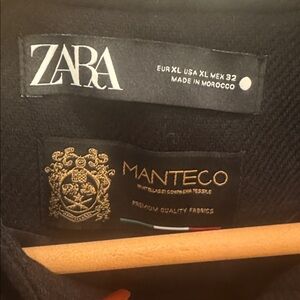 ZARA
EUR XL USA XL MEX 32
MADE IN MOROCCO
MANTECO
PREMIUM QUALITY FABRICS